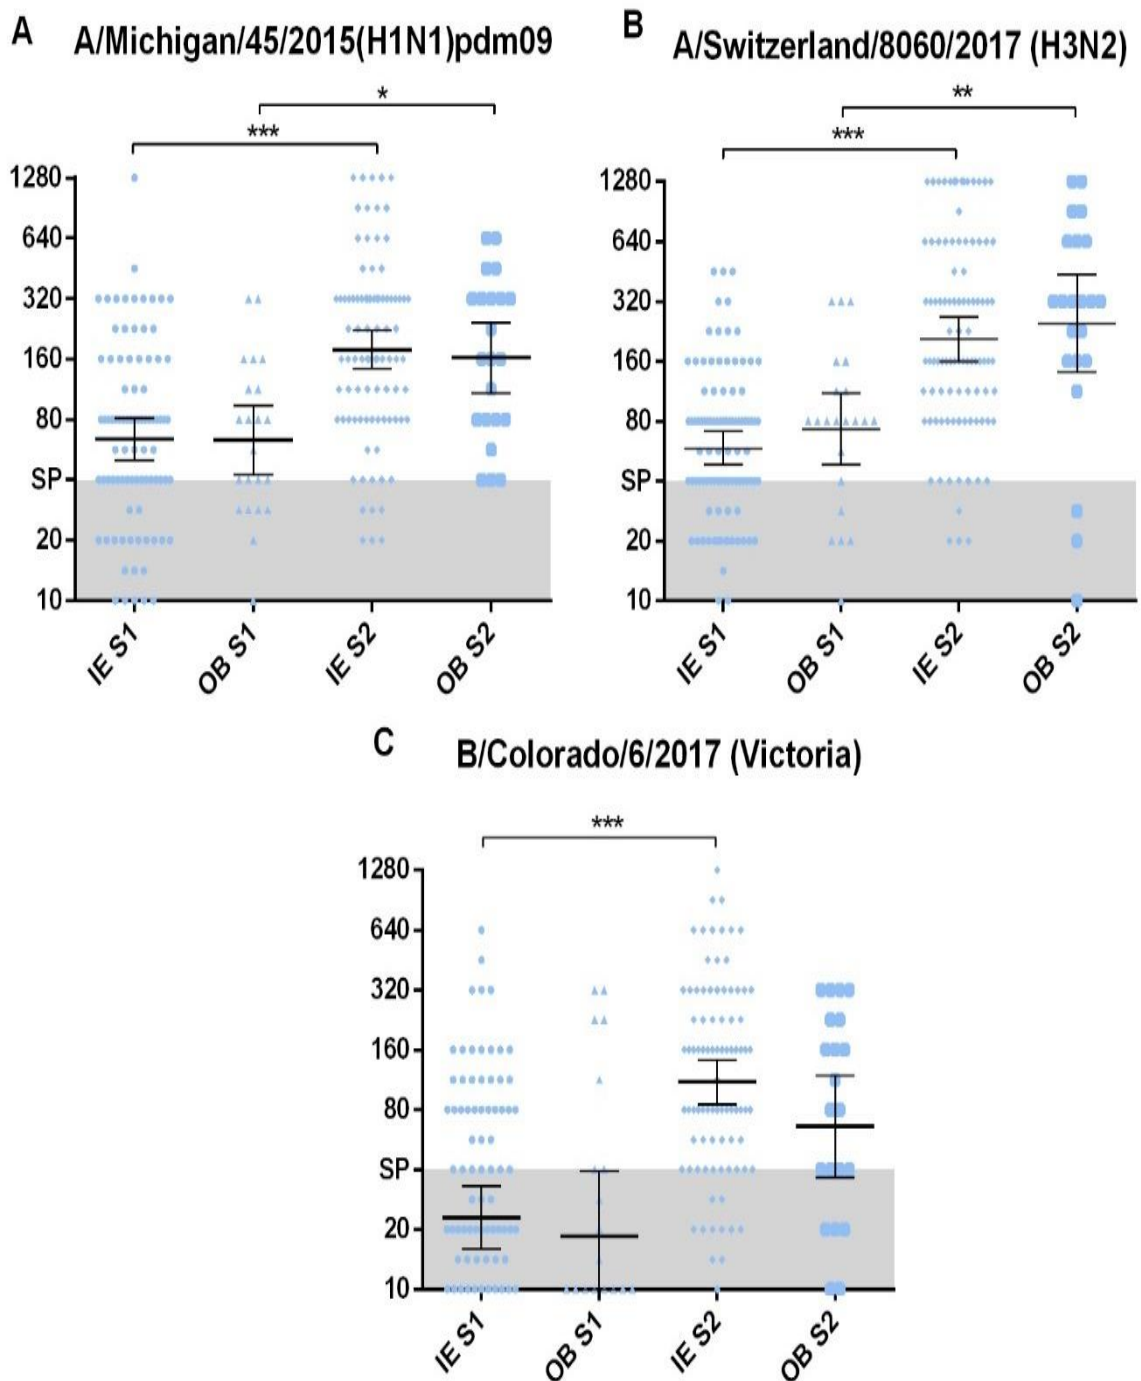 A A/Michigan/45/2015(H1N1)pdm09
*
***
1280
640
320
160
80
SP
20
10
IE S1 OB S1 IE S2 OB S2
B A/Switzerland/8060/2017 (H3N2)
**
***
1280
640
320
160
80
SP
20
10
IE S1 OB S1 IE S2 OB S2
C B/Colorado/6/2017 (Victoria)
***
1280
640
320
160
80
SP
20
10
IE S1 OB S1 IE S2 OB S2